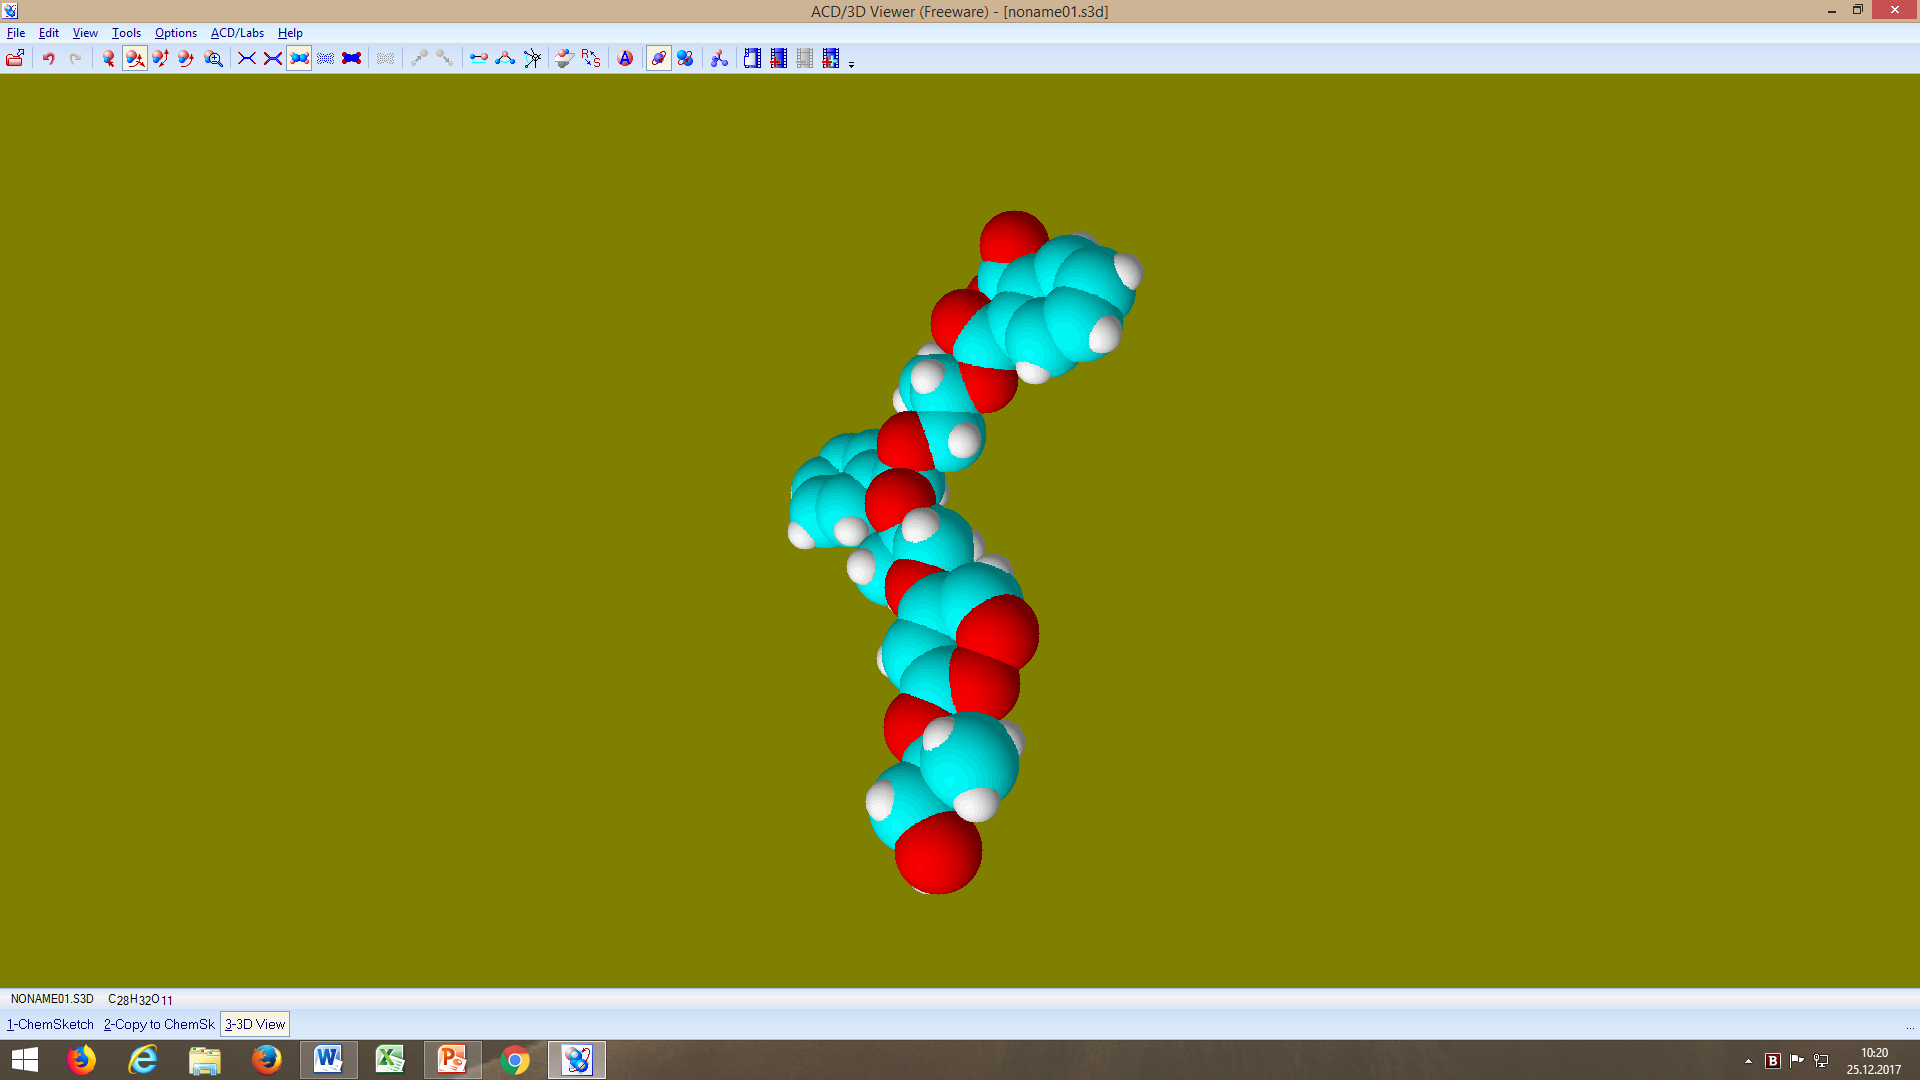 ACD/3D Viewer (Freeware) - [noname01.s3d]
File Edit View Tools Options ACD/Labs Help
NONAME01.S3D C28H32O11
1-ChemSketch 2-Copy to ChemSk 3-3D View ...
10:20
25.12.2017